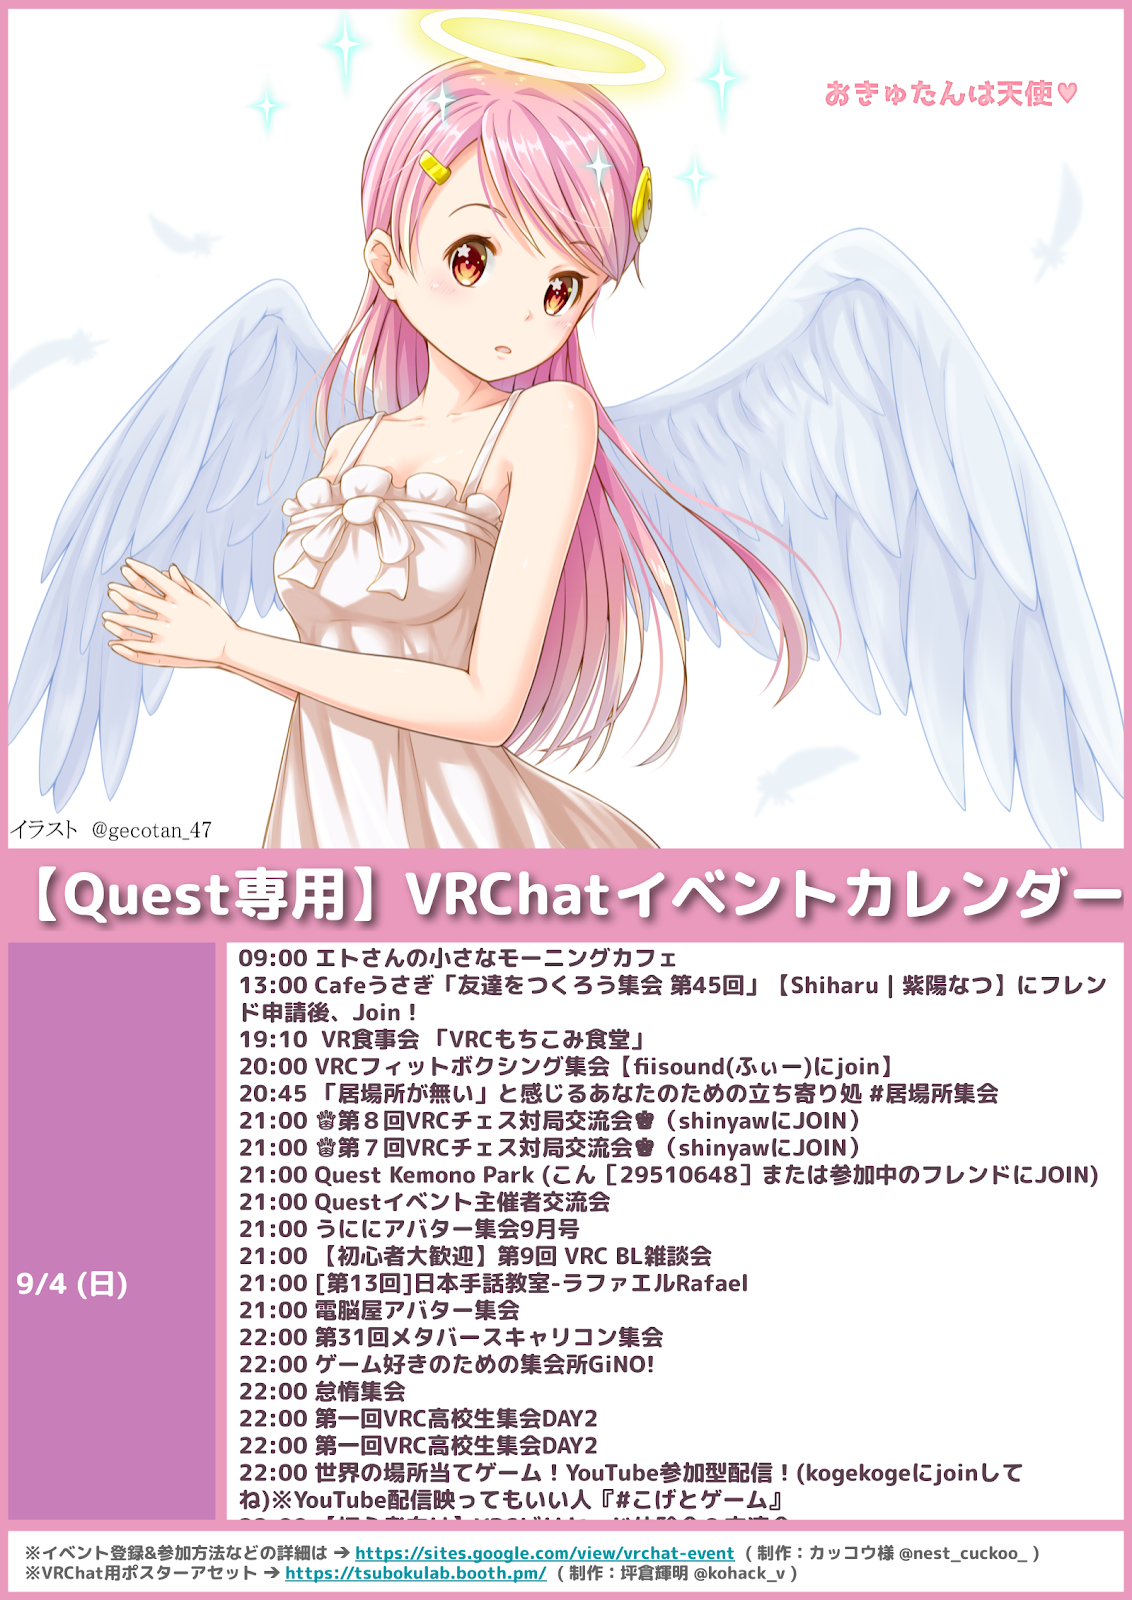 おきゅたんは天使♥
イラスト @gecotan_47
【Quest専用】VRChatイベントカレンダー
9/4 (日)
09:00 エトさんの小さなモーニングカフェ
13:00 Cafeうさぎ「友達をつくろう集会 第45回」【Shiharu | 紫陽なつ】にフレン
ド申請後、Join！
19:10 VR食事会 「VRCもちこみ食堂」
20:00 VRCフィットボクシング集会【fiisound(ふぃー)にjoin】
20:45 「居場所が無い」と感じるあなたのための立ち寄り処 #居場所集会
21:00 ♕第８回VRCチェス対局交流会♚（shinyawにJOIN）
21:00 ♕第７回VRCチェス対局交流会♚（shinyawにJOIN）
21:00 Quest Kemono Park (こん［29510648］または参加中のフレンドにJOIN)
21:00 Questイベント主催者交流会
21:00 うににアバター集会9月号
21:00 【初心者大歓迎】第9回 VRC BL雑談会
21:00 [第13回]日本手話教室-ラファエルRafael
21:00 電脳屋アバター集会
22:00 第31回メタバースキャリコン集会
22:00 ゲーム好きのための集会所GiNO!
22:00 怠惰集会
22:00 第一回VRC高校生集会DAY2
22:00 第一回VRC高校生集会DAY2
22:00 世界の場所当てゲーム！YouTube参加型配信！(kogekogeにjoinして
ね)※YouTube配信映ってもいい人『#こげとゲーム』
※イベント登録&参加方法などの詳細は ➔ https://sites.google.com/view/vrchat-event ( 制作：カッコウ様 @nest_cuckoo_ )
※VRChat用ポスターアセット ➔ https://tsubokulab.booth.pm/ ( 制作：坪倉輝明 @kohack_v )